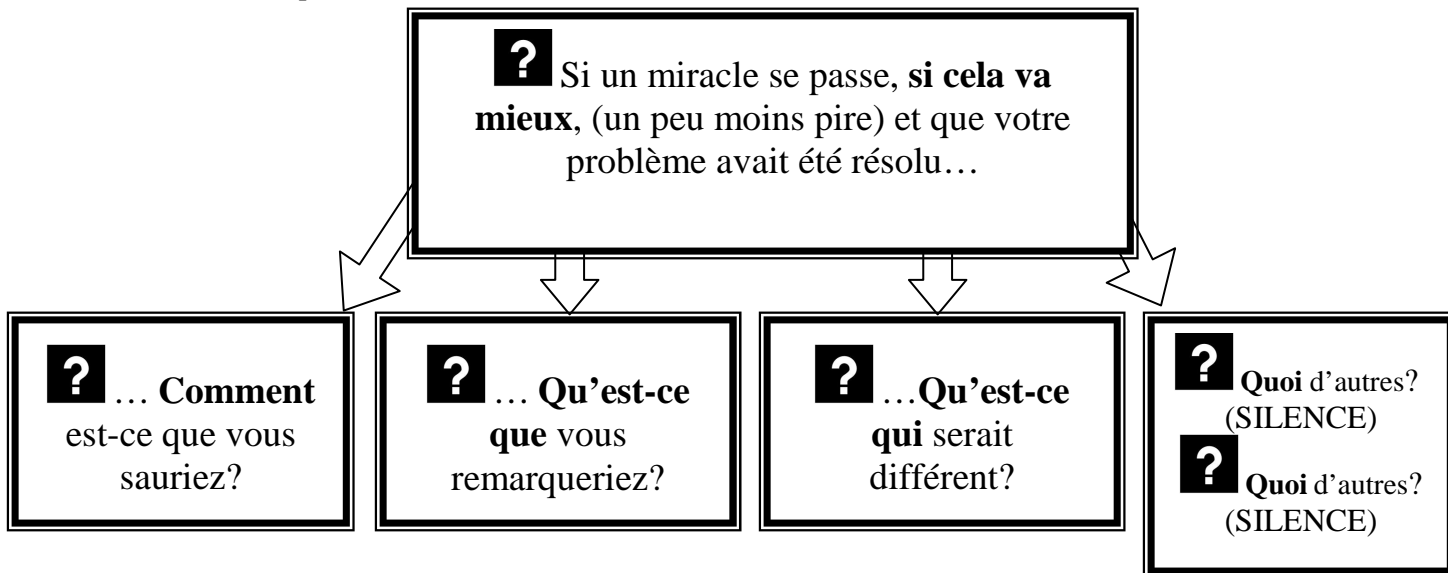 ? Si un miracle se passe, si cela va
mieux, (un peu moins pire) et que votre
problème avait été résolu…
? … Comment
est-ce que vous
sauriez?
? … Qu’est-ce
que vous
remarqueriez?
? …Qu’est-ce
qui serait
différent?
? Quoi d’autres?
(SILENCE)
? Quoi d’autres?
(SILENCE)